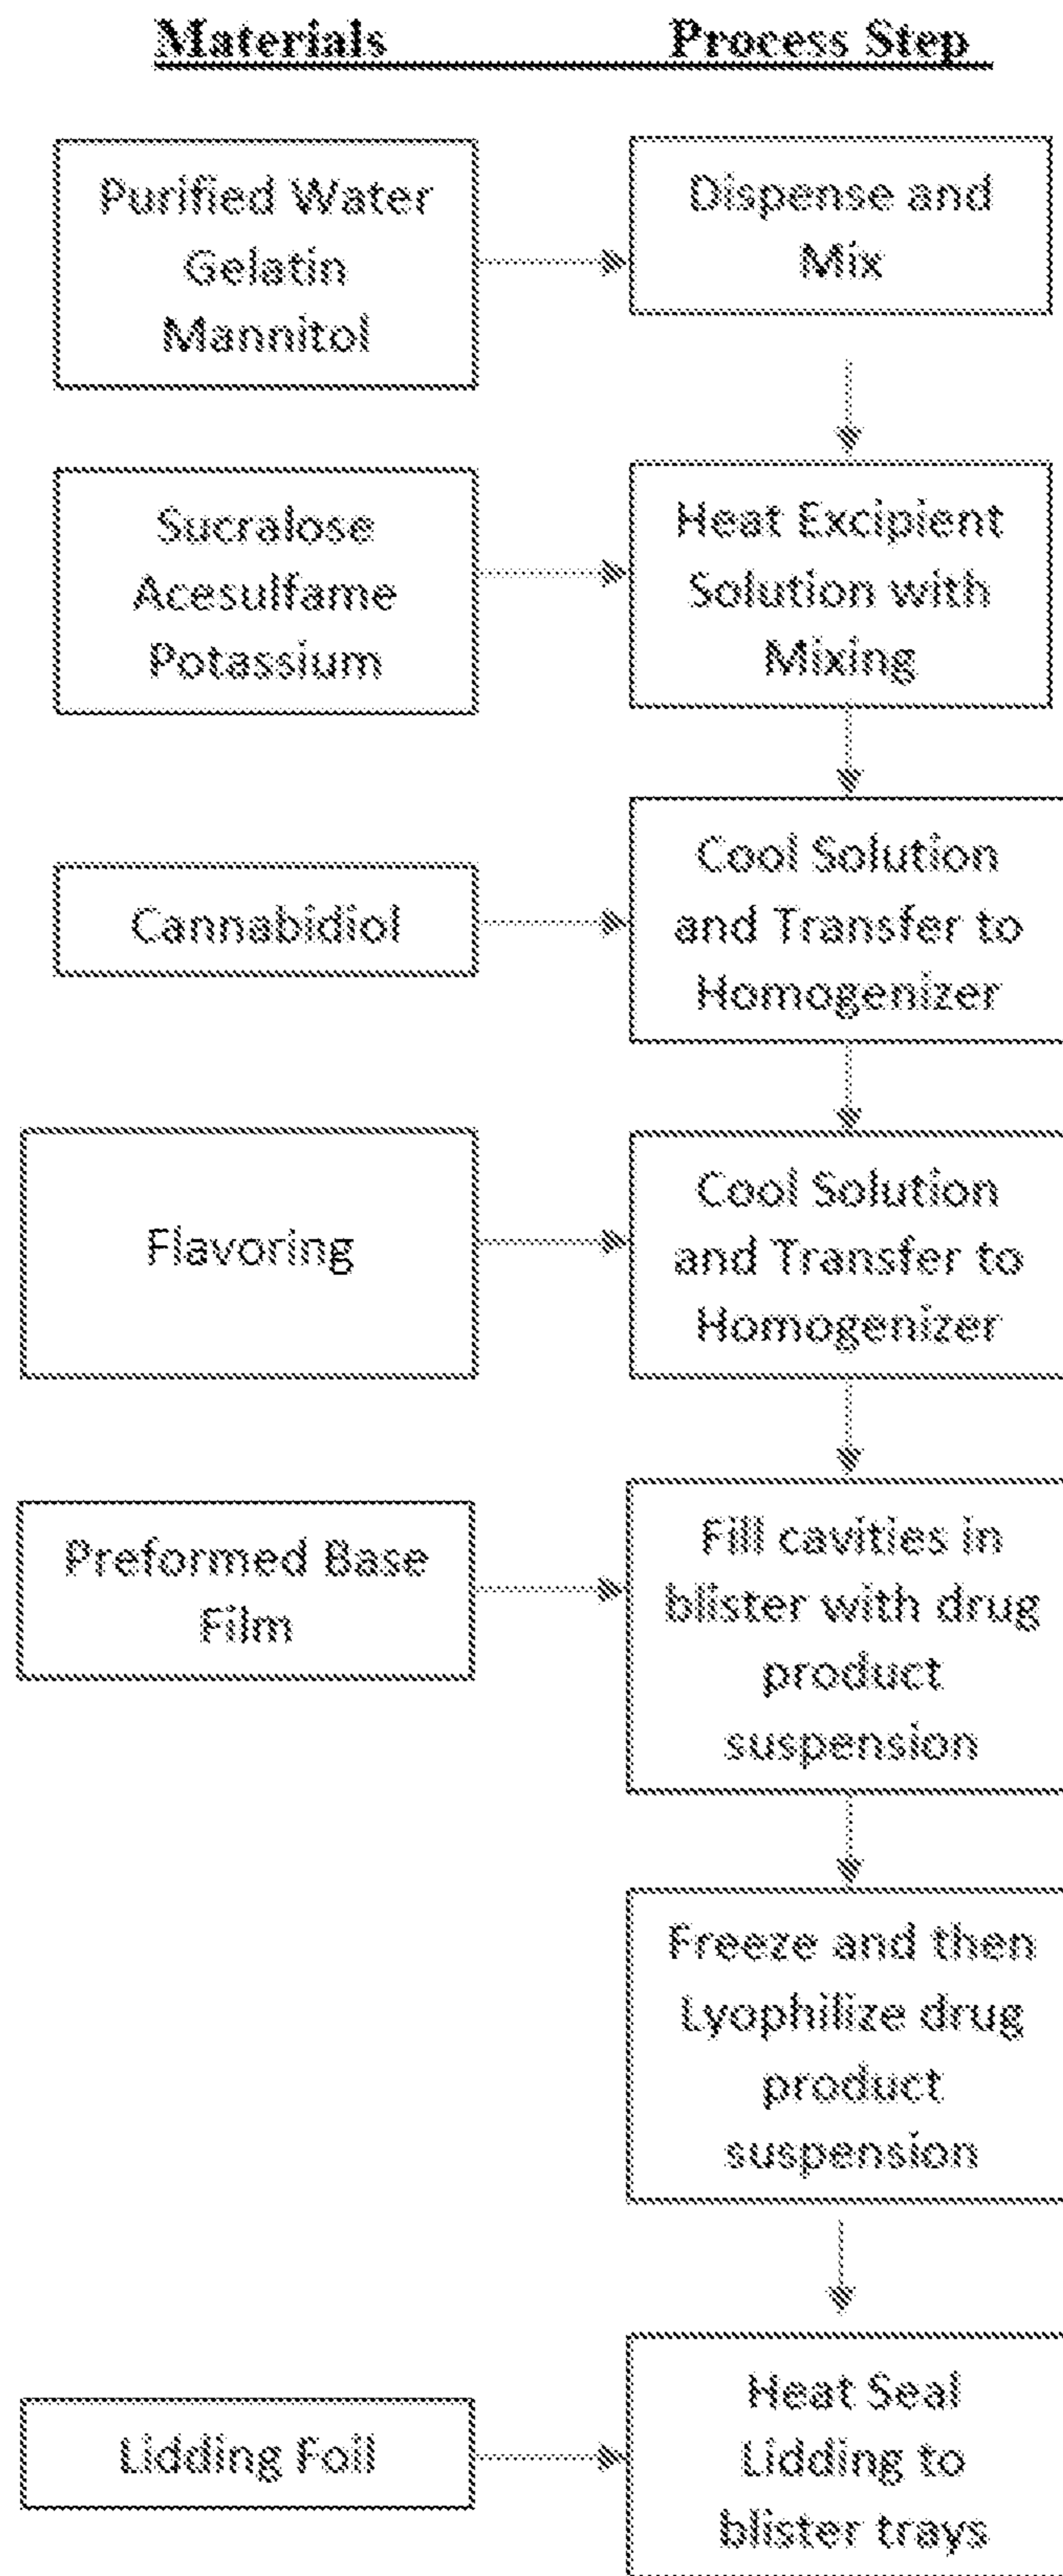 Materials Process Step
Purified Water
Gelatin
Mannitol
Dispense and
Mix
Sucralose
Acesulfame
Potassium
Heat Excipient
Solution with
Mixing
Cannabidiol
Cool Solution
and Transfer to
Homogenizer
Flavoring
Cool Solution
and Transfer to
Homogenizer
Preformed Base
Film
Fill cavities in
blister with drug
product
suspension
Freeze and then
Lyophilize drug
product
suspension
Lidding Foil
Heat Seal
Lidding to
blister trays